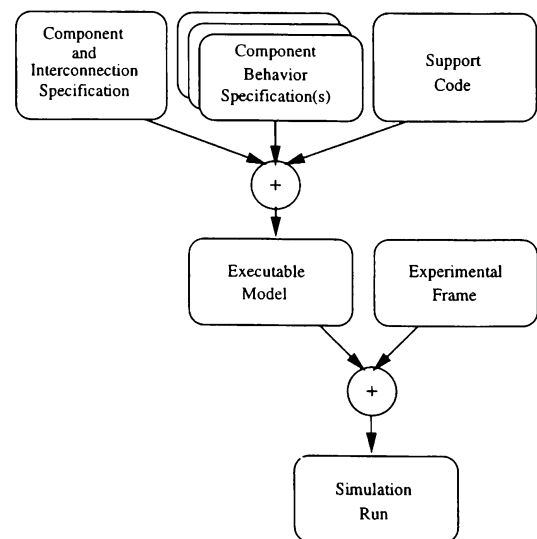 Component
and
Interconnection
Specification
Component
Behavior
Specification(s)
Support
Code
+
Executable
Model
Experimental
Frame
+
Simulation
Run